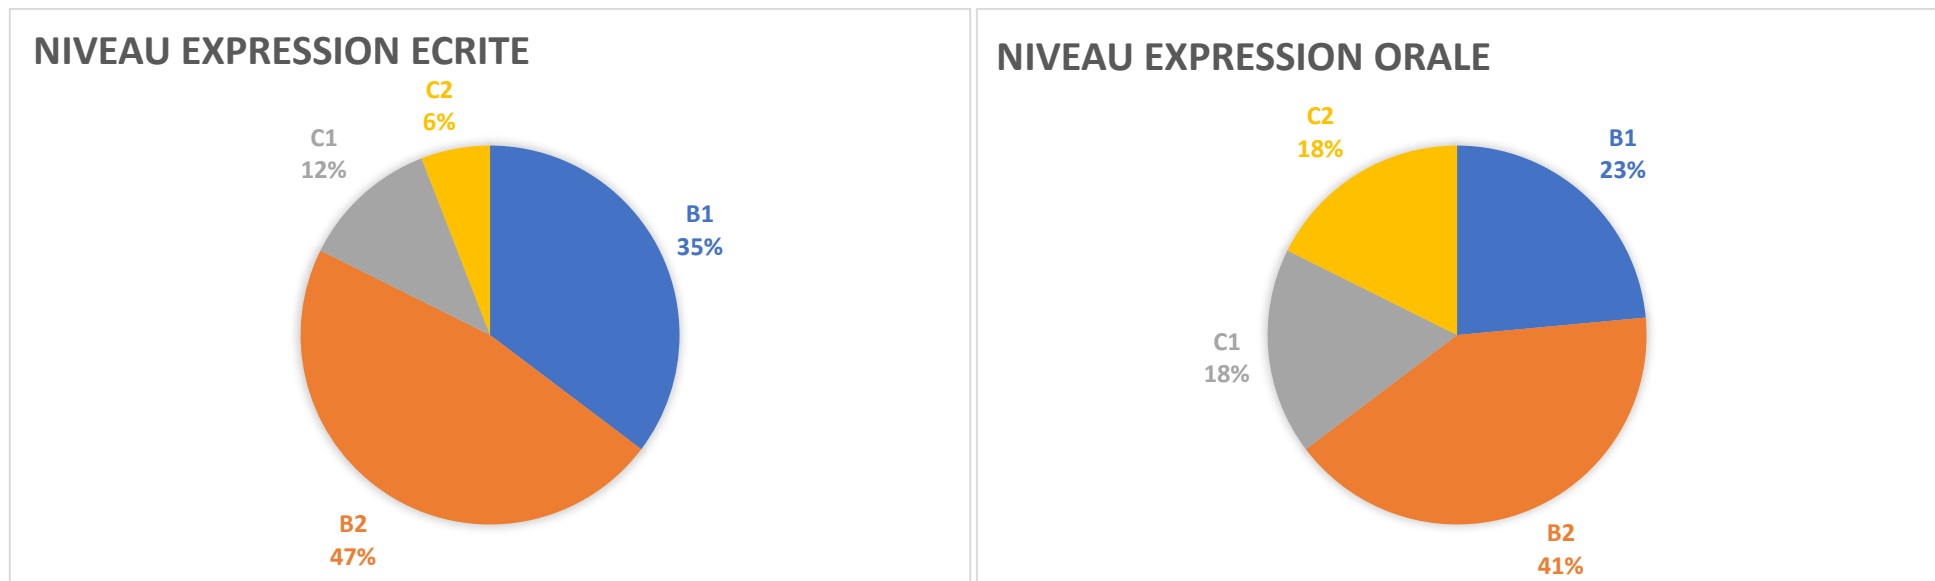 NIVEAU EXPRESSION ECRITE
C2
6%
C1
12%
B1
35%
B2
47%
NIVEAU EXPRESSION ORALE
C2
18%
B1
23%
C1
18%
B2
41%